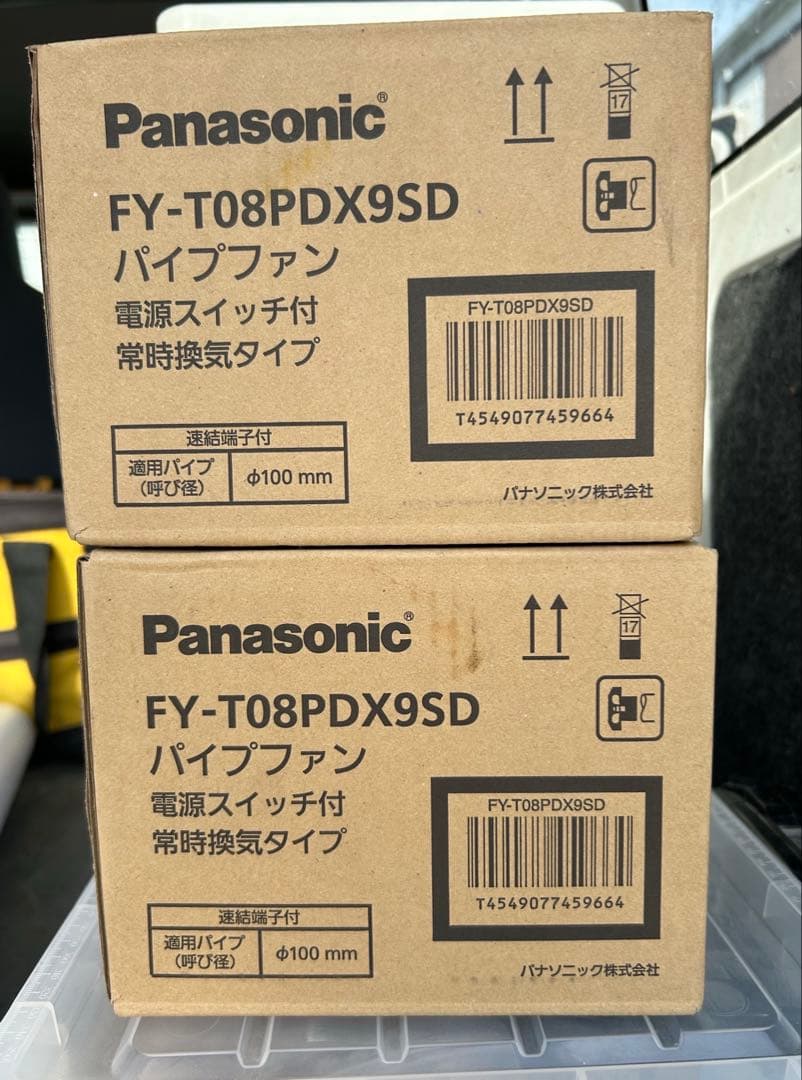 Panasonic®
17
FY-T08PDX9SD
パイプファン
電源スイッチ付
常時換気タイプ
FY-T08PDX9SD
T4549077459664
速結端子付
適用パイプ
(呼び径)
φ100 mm
パナソニック株式会社
Panasonic®
17
FY-T08PDX9SD
パイプファン
電源スイッチ付
常時換気タイプ
FY-T08PDX9SD
T4549077459664
速結端子付
適用パイプ
(呼び径)
φ100 mm
パナソニック株式会社